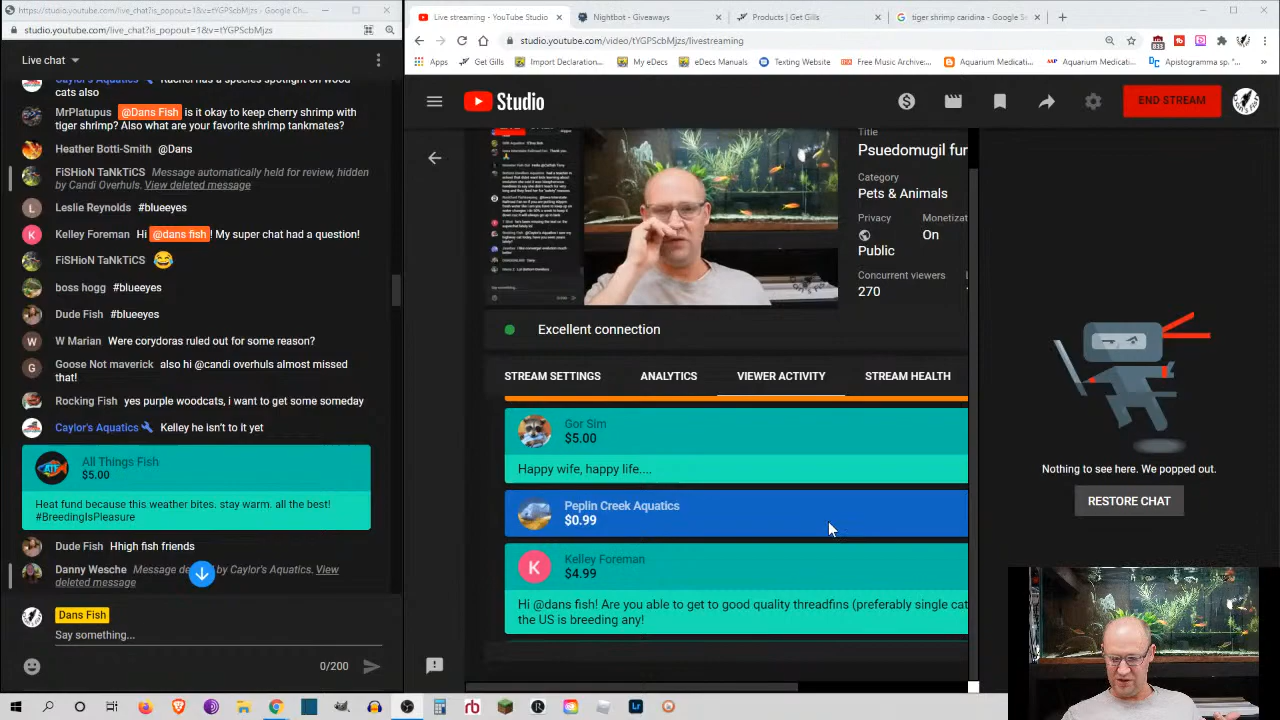 https://studio.youtube.com/live_chat?is_popout=1&v=tYGPScbMjzs - Google Ch...
studio.youtube.com/live_chat?is_popout=1&v=tYGPScbMjzs
Live chat
Caylor's Aquatics Rachel has a species spotlight on wood
cats also
MrPlatupus @Dans Fish is it okay to keep cherry shrimp with
tiger shrimp? Also what are your favorite shrimp tankmates?
Heather Botti-Smith @Dans
FiSHiON TaNkTiCS Message automatically held for review, hidden
by Candi Overhuls. View deleted message
Leslie Reynolds #blueeyes
Kelley Foreman Hi @dans fish! My super chat had a question!
FiSHiON TaNkTiCS 😂
boss hogg #blueeyes
Dude Fish #blueeyes
W Marian Were corydoras ruled out for some reason?
Goose Not maverick also hi @candi overhuls almost missed
that!
Rocking Fish yes purple woodcats, i want to get some someday
Caylor's Aquatics Kelley he isn't to it yet
All Things Fish
$5.00
Heat fund because this weather bites. stay warm. all the best!
#BreedingIsPleasure
Dude Fish Hhigh fish friends
Danny Wesche Message de by Caylor's Aquatics. View
deleted message
Dans Fish
Say something...
0/200
Live streaming - YouTube Studio
Nightbot - Giveaways
Products | Get Gills
tiger shrimp caridina - Google S
studio.youtube.com/video/tYGPScbMjzs/livestreaming
Apps
Get Gills
Import Declaration...
My eDecs
eDecs Manuals
Texting Website
Free Music Archive...
Aquarium Medicati...
Aquarium Medicat...
Apistogramma spec...
Studio
END STREAM
Title
Psuedomugil fur
Category
Pets & Animals
Privacy
Monetizat
Public
On
Concurrent viewers
270
Excellent connection
STREAM SETTINGS
ANALYTICS
VIEWER ACTIVITY
STREAM HEALTH
Gor Sim
$5.00
Happy wife, happy life....
Peplin Creek Aquatics
$0.99
Kelley Foreman
$4.99
Hi @dans fish! Are you able to get to good quality threadfins (preferably single cat
the US is breeding any!
Nothing to see here. We popped out.
RESTORE CHAT